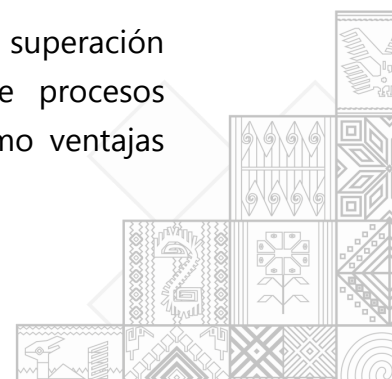 superación
e procesos
mo ventajas